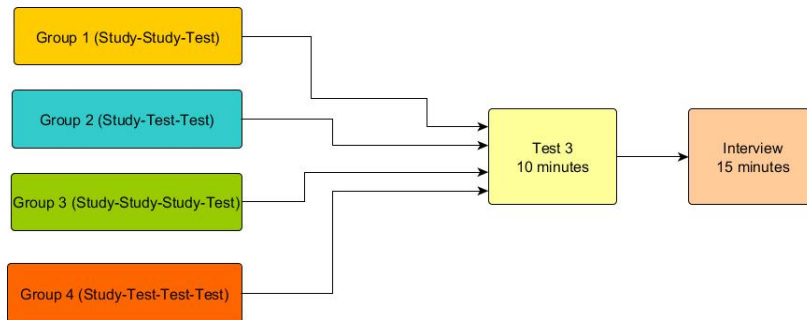 Group 1 (Study-Study-Test)
Group 2 (Study-Test-Test)
Group 3 (Study-Study-Study-Test)
Group 4 (Study-Test-Test-Test)
Test 3
10 minutes
Interview
15 minutes